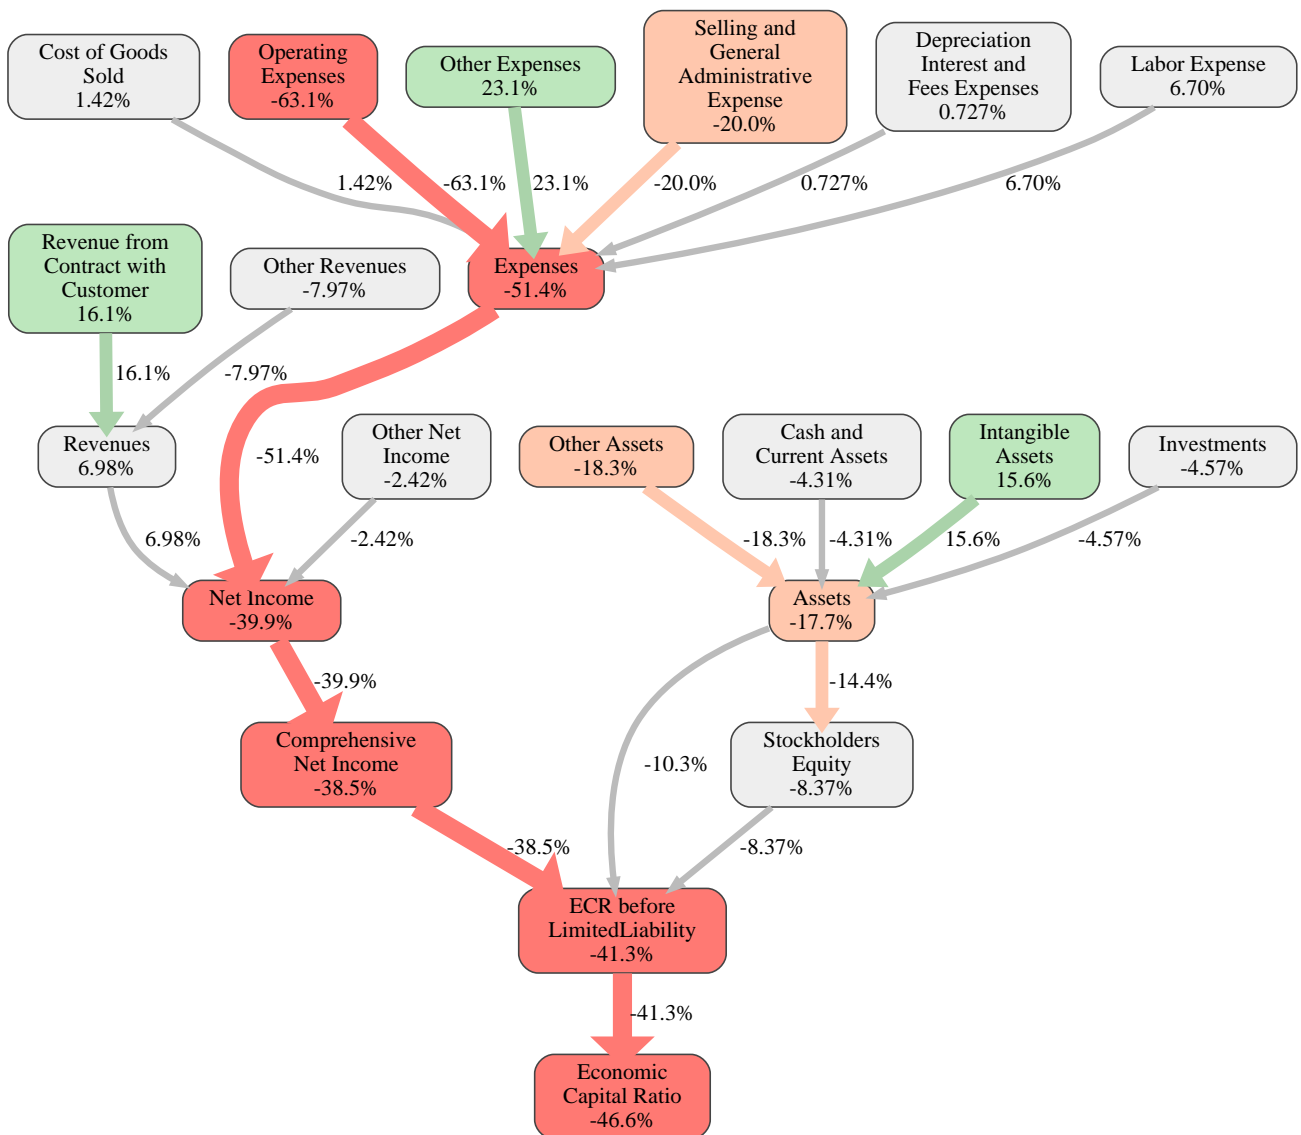 Cost of Goods
Sold
1.42%
Operating
Expenses
-63.1%
Other Expenses
23.1%
Selling and
General
Administrative
Expense
-20.0%
Depreciation
Interest and
Fees Expenses
0.727%
Labor Expense
6.70%
1.42%
-63.1%
23.1%
-20.0%
0.727%
6.70%
Revenue from
Contract with
Customer
16.1%
Other Revenues
-7.97%
Expenses
-51.4%
16.1%
-7.97%
Revenues
6.98%
-51.4%
Other Net
Income
-2.42%
Other Assets
-18.3%
Cash and
Current Assets
-4.31%
Intangible
Assets
15.6%
Investments
-4.57%
6.98%
-2.42%
-18.3%
-4.31%
15.6%
-4.57%
Net Income
-39.9%
Assets
-17.7%
-39.9%
-14.4%
Comprehensive
Net Income
-38.5%
-10.3%
Stockholders
Equity
-8.37%
-38.5%
-8.37%
ECR before
LimitedLiability
-41.3%
-41.3%
Economic
Capital Ratio
-46.6%